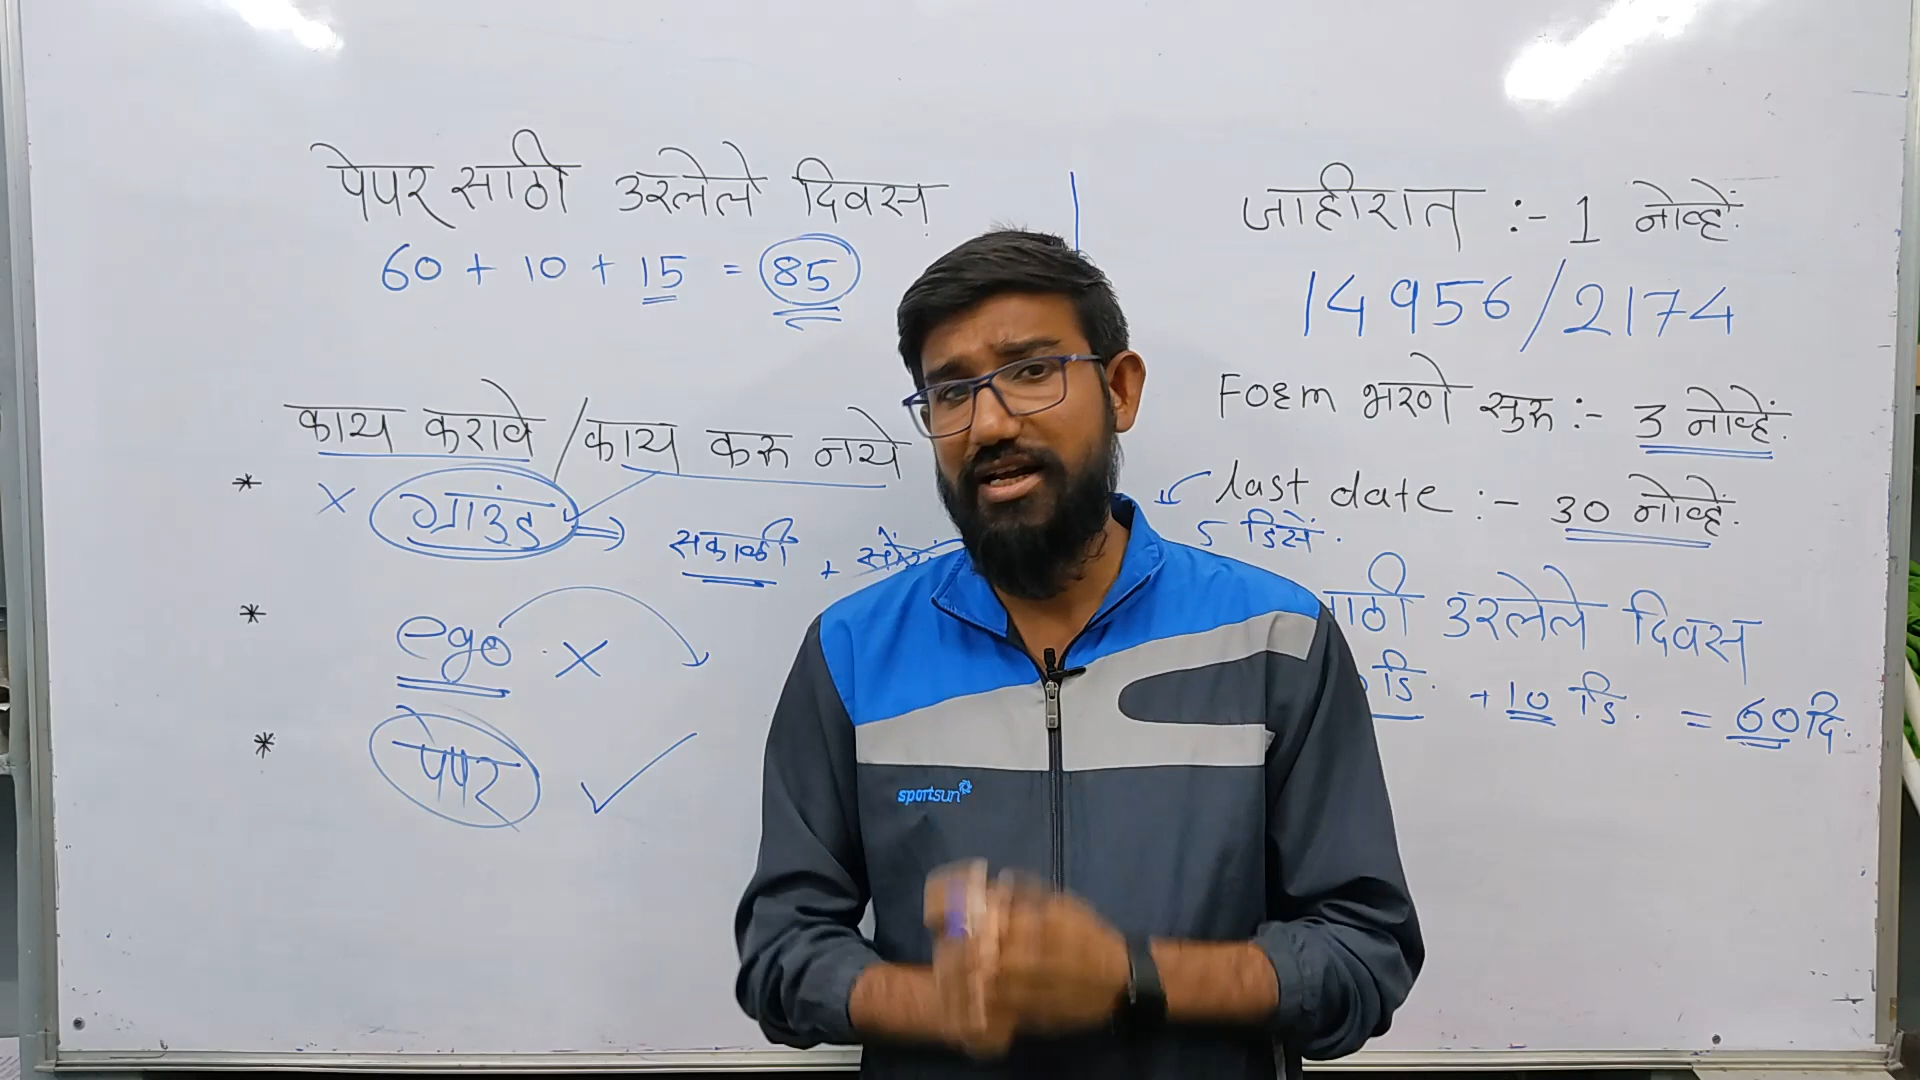 पेपर साठी उरलेले दिवस
60 + 10 + 15 = 85
काय करावे / काय करू नये
* × ग्राउंड ⇒ सकाळी +
* ego ×
* पेपर ✓
जाहीरात :- 1 नोव्हें.
14956/2174
Form भरणे सुरू :- 3 नोव्हें.
last date :- 30 नोव्हें.
5 डिसें.
उरलेले दिवस
डि. + 10 डि. = 60 दि.
sportsun